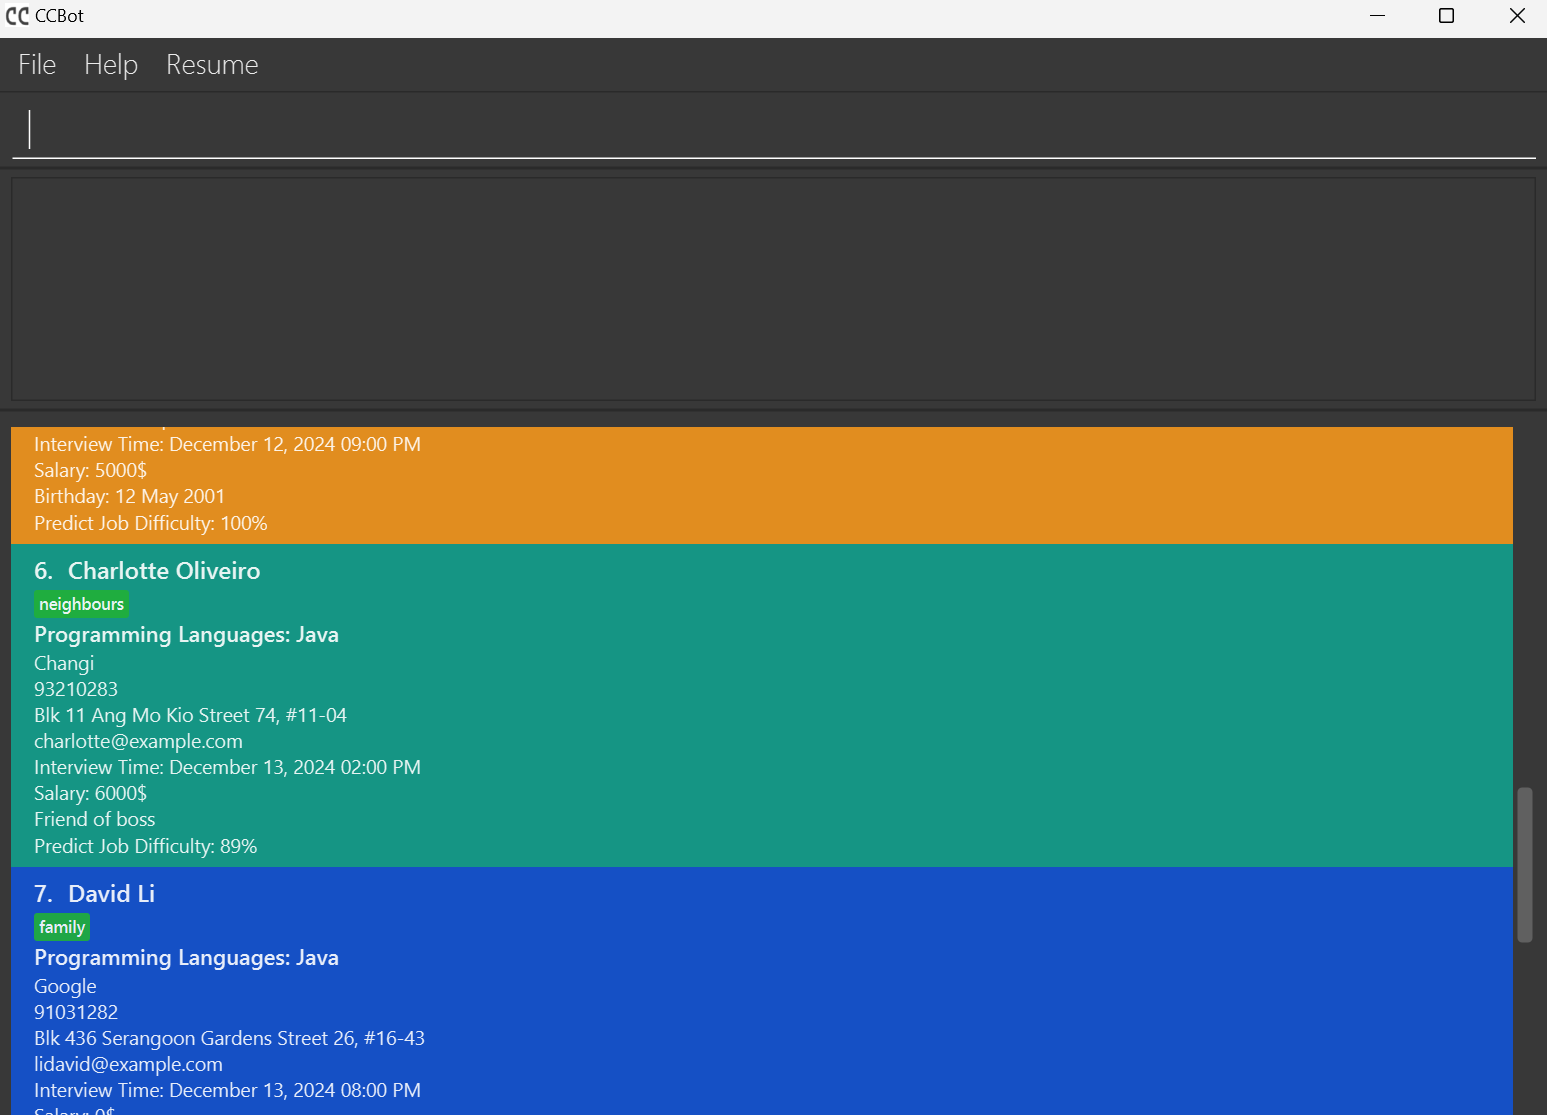 CC CCBot
File Help Resume
Interview Time: December 12, 2024 09:00 PM
Salary: 5000$
Birthday: 12 May 2001
Predict Job Difficulty: 100%
6. Charlotte Oliveiro
neighbours
Programming Languages: Java
Changi
93210283
Blk 11 Ang Mo Kio Street 74, #11-04
charlotte@example.com
Interview Time: December 13, 2024 02:00 PM
Salary: 6000$
Friend of boss
Predict Job Difficulty: 89%
7. David Li
family
Programming Languages: Java
Google
91031282
Blk 436 Serangoon Gardens Street 26, #16-43
lidavid@example.com
Interview Time: December 13, 2024 08:00 PM
Salary: 0$